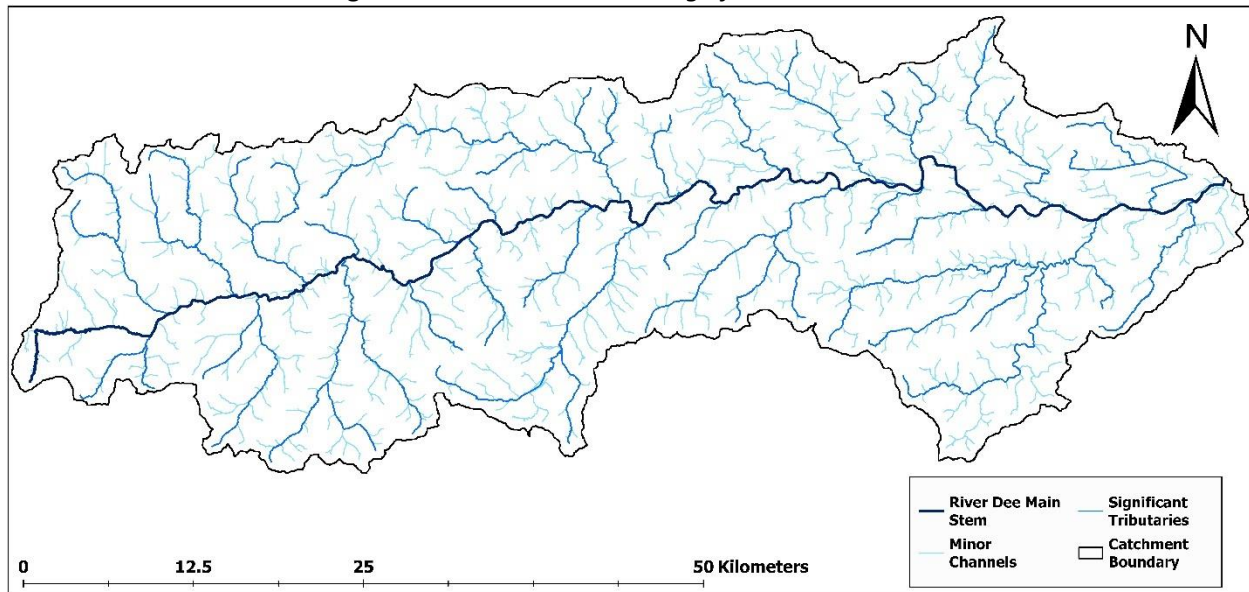 N
River Dee Main
Stem
Significant
Tributaries
Minor
Channels
Catchment
Boundary
0 12.5 25 50 Kilometers